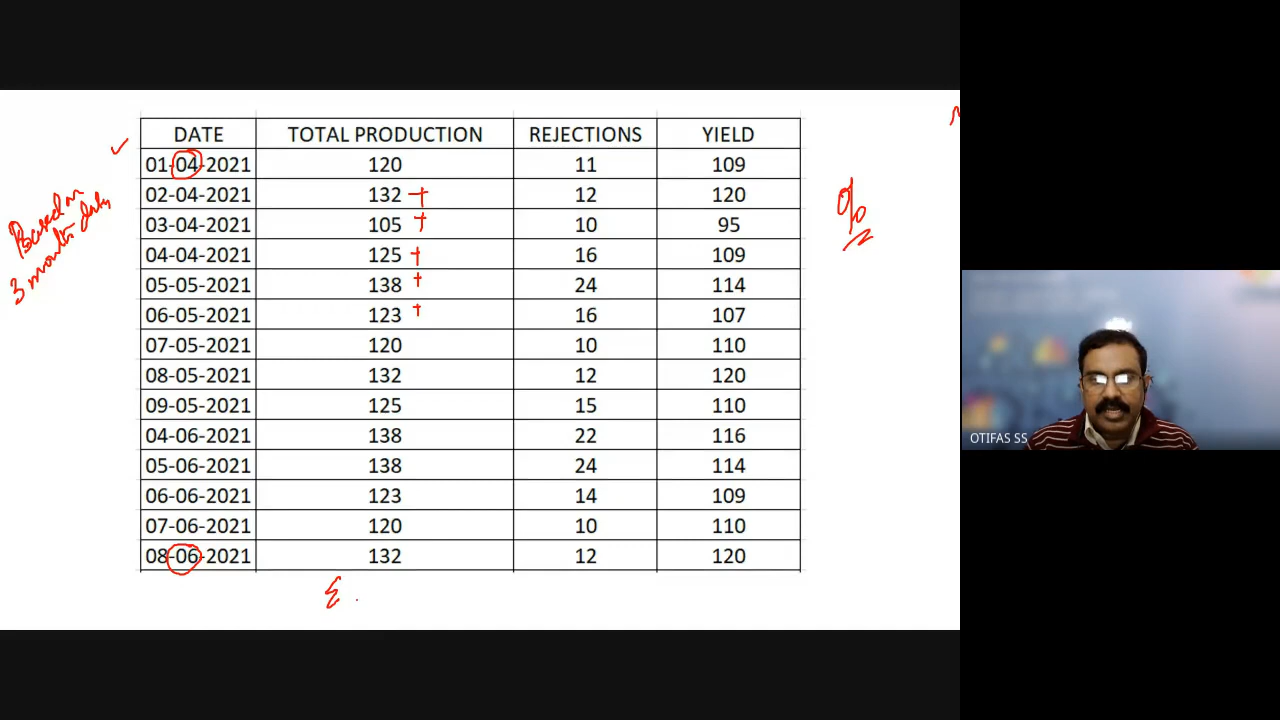 DATE TOTAL PRODUCTION REJECTIONS YIELD
01-04-2021 120 11 109
02-04-2021 132 + 12 120
03-04-2021 105 + 10 95
04-04-2021 125 + 16 109
05-05-2021 138 + 24 114
06-05-2021 123 + 16 107
07-05-2021 120 10 110
08-05-2021 132 12 120
09-05-2021 125 15 110
04-06-2021 138 22 116
05-06-2021 138 24 114
06-06-2021 123 14 109
07-06-2021 120 10 110
08-06-2021 132 12 120
Σ
Based on
3 months data
%
OTIFAS SS